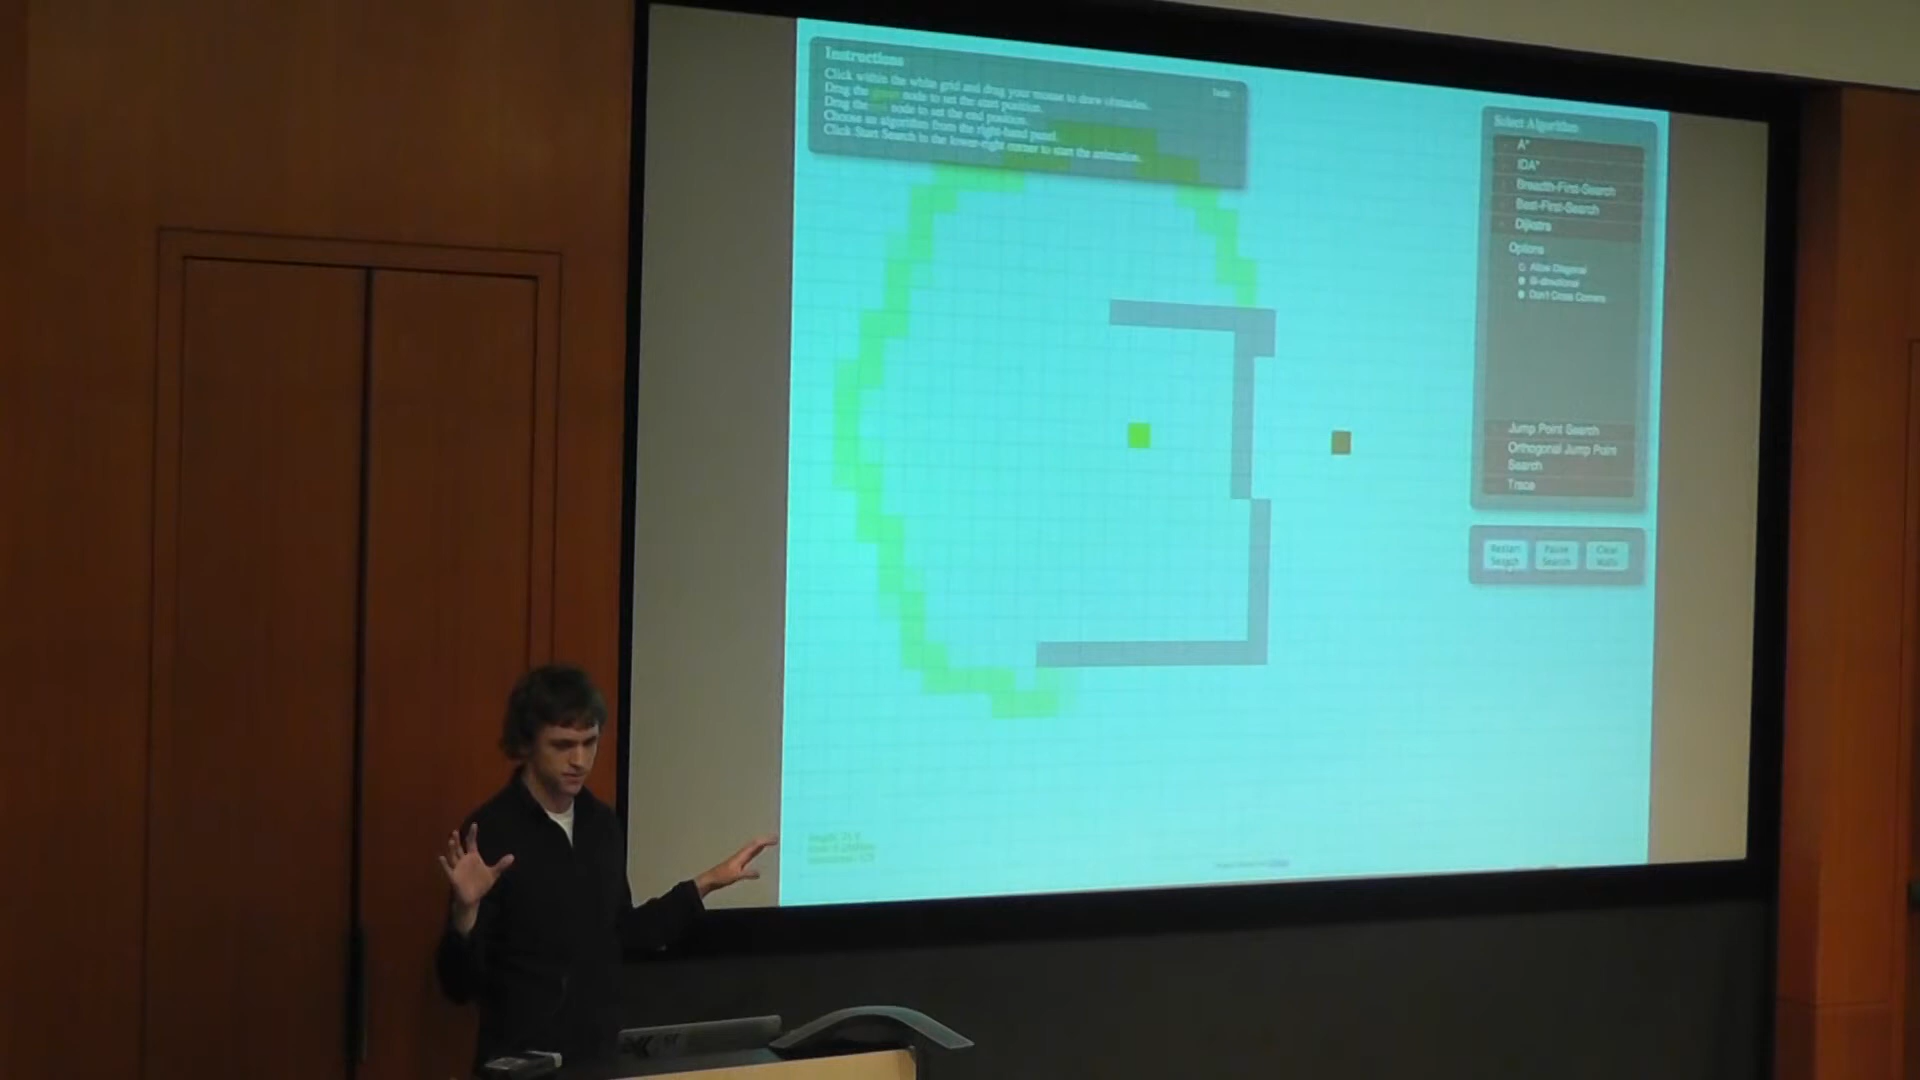 Instructions
hide
Click within the white grid and drag your mouse to draw obstacles.
Drag the green node to set the start position.
Drag the node to set the end position.
Choose an algorithm from the right-hand panel.
Click Start Search in the lower-right corner to start the animation.
Select Algorithm
A*
IDA*
Breadth-First-Search
Best-First-Search
Dijkstra
Options
Allow Diagonal
Bi-directional
Don't Cross Corners
Jump Point Search
Orthogonal Jump Point
Search
Trace
Restart
Search
Pause
Search
Clear
Walls